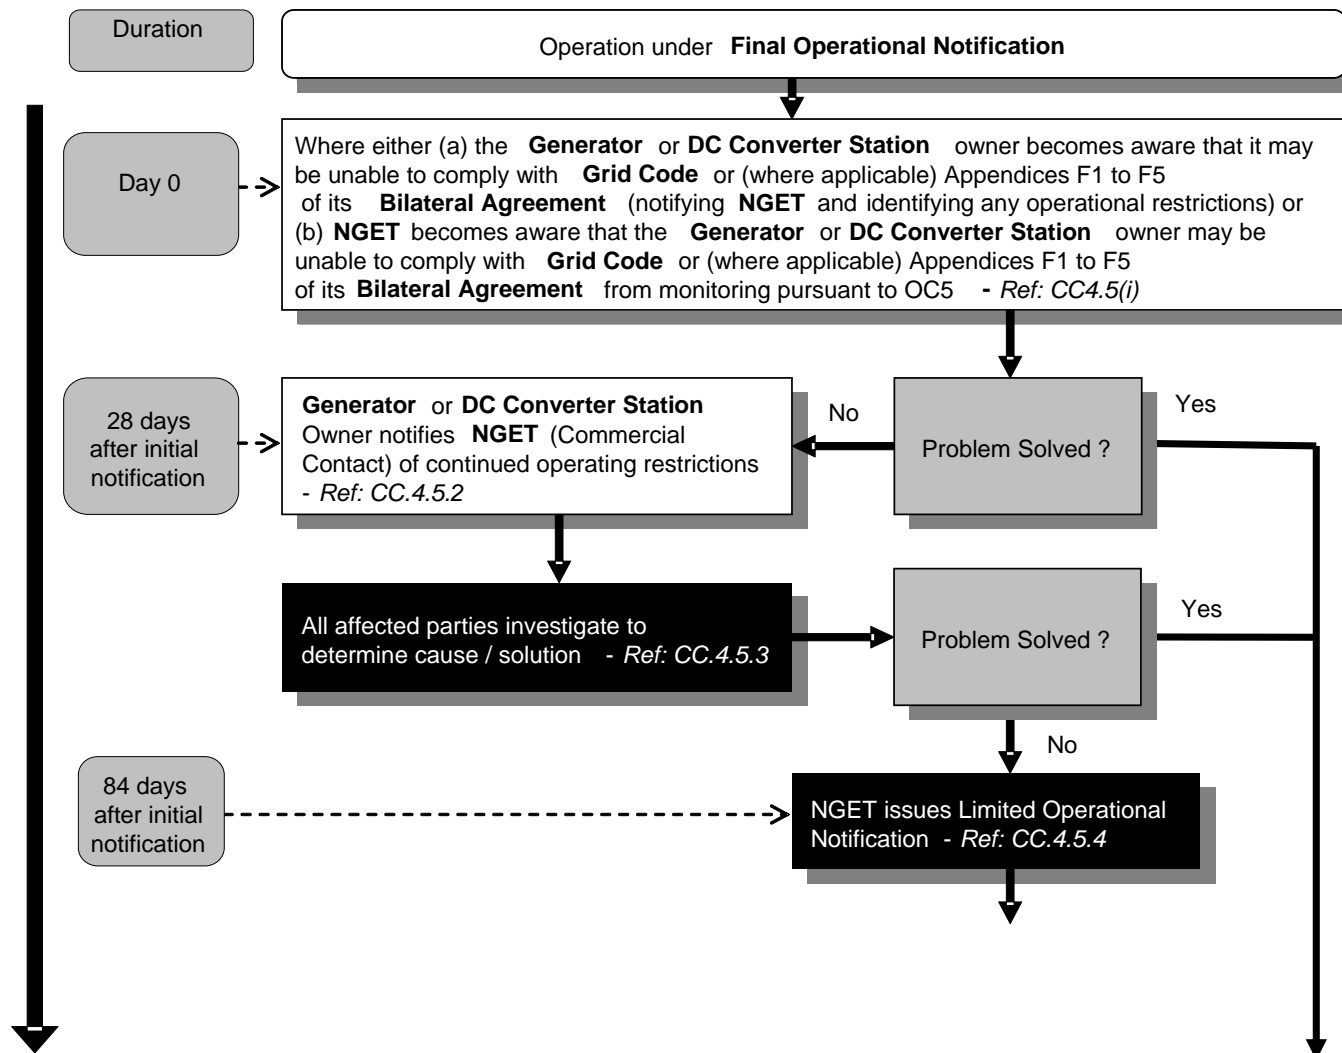 Duration
Operation under Final Operational Notification
Day 0
Where either (a) the Generator or DC Converter Station owner becomes aware that it may
be unable to comply with Grid Code or (where applicable) Appendices F1 to F5
of its Bilateral Agreement (notifying NGET and identifying any operational restrictions) or
(b) NGET becomes aware that the Generator or DC Converter Station owner may be
unable to comply with Grid Code or (where applicable) Appendices F1 to F5
of its Bilateral Agreement from monitoring pursuant to OC5 - Ref: CC4.5(i)
28 days
after initial
notification
Generator or DC Converter Station
Owner notifies NGET (Commercial
Contact) of continued operating restrictions
- Ref: CC.4.5.2
No
Problem Solved ?
Yes
All affected parties investigate to
determine cause / solution - Ref: CC.4.5.3
Problem Solved ?
Yes
No
84 days
after initial
notification
NGET issues Limited Operational
Notification - Ref: CC.4.5.4